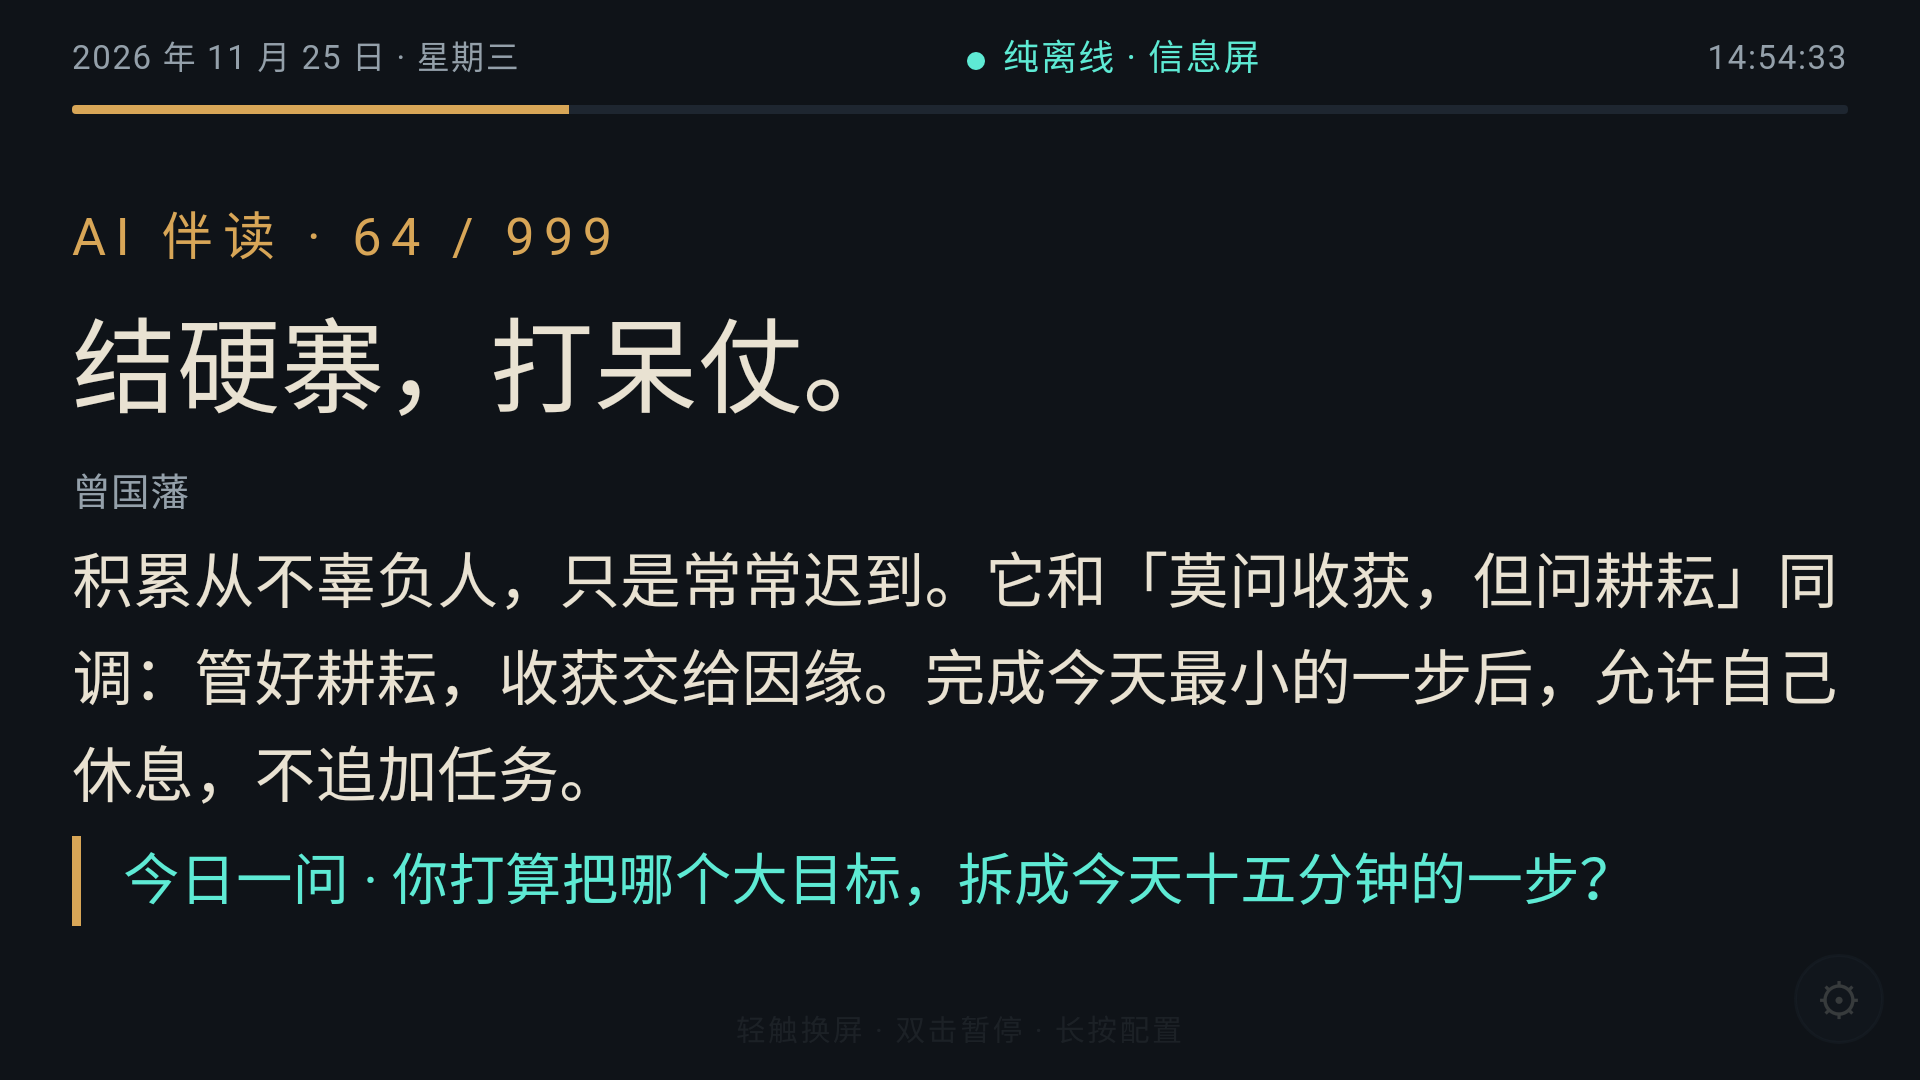 2026 年 11 月 25 日 · 星期三
纯离线 · 信息屏
14:54:33
AI 伴读 · 64 / 999
结硬寨，打呆仗。
曾国藩
积累从不辜负人，只是常常迟到。它和「莫问收获，但问耕耘」同
调：管好耕耘，收获交给因缘。完成今天最小的一步后，允许自己
休息，不追加任务。
今日一问 · 你打算把哪个大目标，拆成今天十五分钟的一步？
轻触换屏 · 双击暂停 · 长按配置